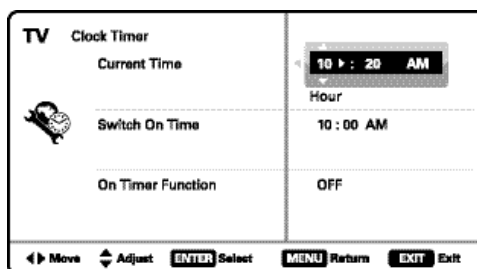 TV Clock Timer
Current Time 10 : 20 AM
Hour
Switch On Time 10 : 00 AM
On Timer Function OFF
Move Adjust ENTER Select MENU Return EXIT Exit